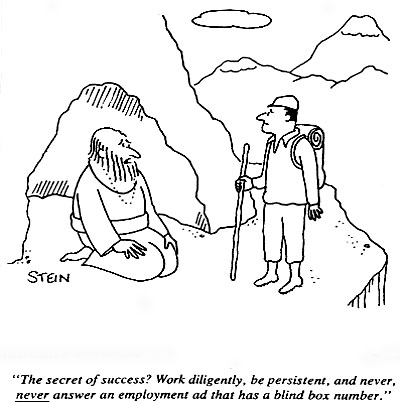 STEIN
"The secret of success? Work diligently, be persistent, and never,
never answer an employment ad that has a blind box number."